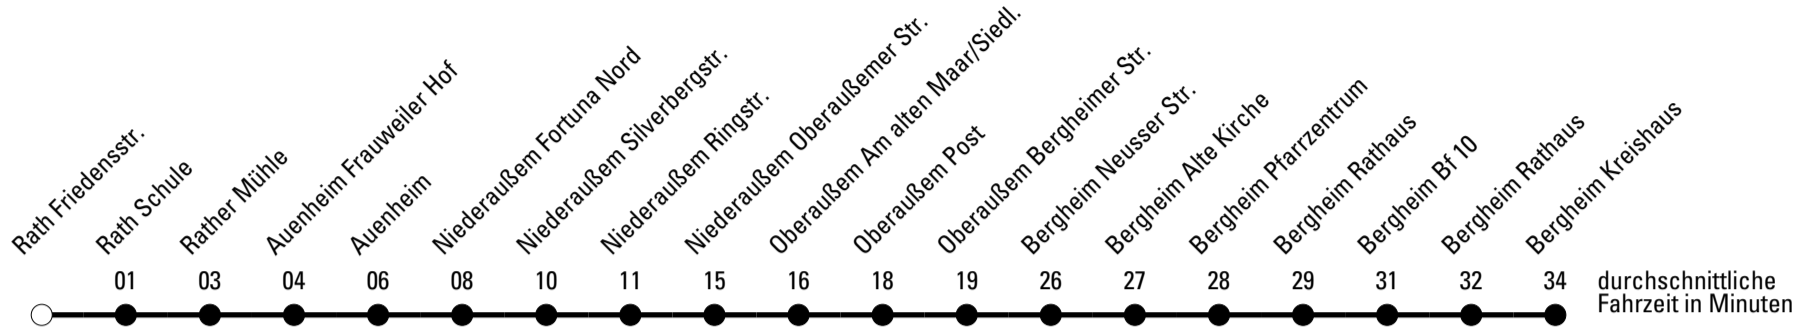 Rath Friedensstr.
Rath Schule
Rather Mühle
Auenheim Frauweiler Hof
Auenheim
Niederaußem Fortuna Nord
Niederaußem Silverbergstr.
Niederaußem Ringstr.
Niederaußem Oberaußemer Str.
Oberaußem Am alten Maar/Siedl.
Oberaußem Post
Oberaußem Bergheimer Str.
Bergheim Neusser Str.
Bergheim Alte Kirche
Bergheim Pfarrzentrum
Bergheim Rathaus
Bergheim Bf 10
Bergheim Rathaus
Bergheim Kreishaus
01 03 04 06 08 10 11 15 16 18 19 26 27 28 29 31 32 34
durchschnittliche
Fahrzeit in Minuten